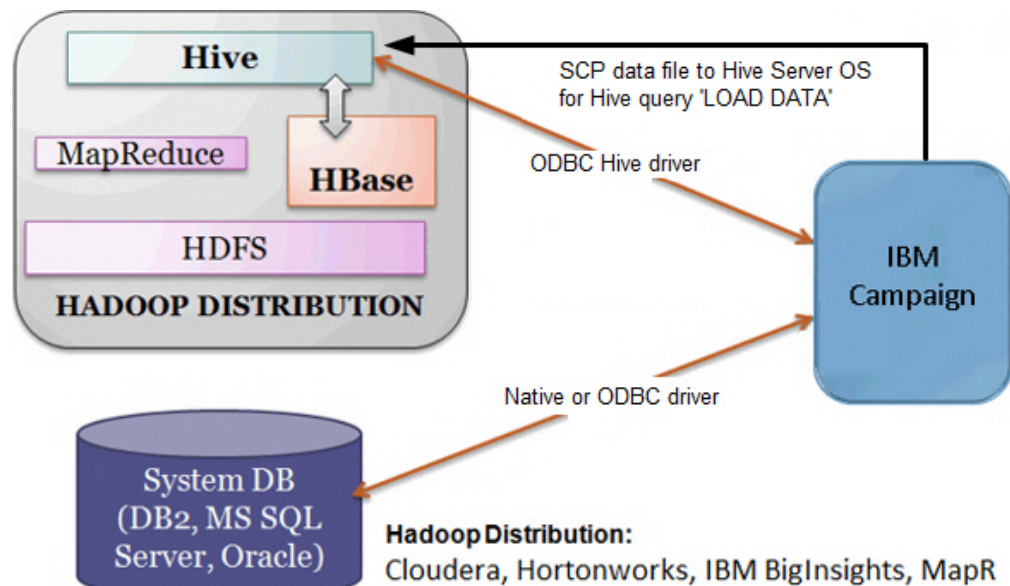 Hive
SCP data file to Hive Server OS
for Hive query 'LOAD DATA'
MapReduce
HBase
ODBC Hive driver
HDFS
HADOOP DISTRIBUTION
IBM
Campaign
Native or ODBC driver
System DB
(DB2, MS SQL
Server, Oracle)
Hadoop Distribution:
Cloudera, Hortonworks, IBM BigInsights, MapR